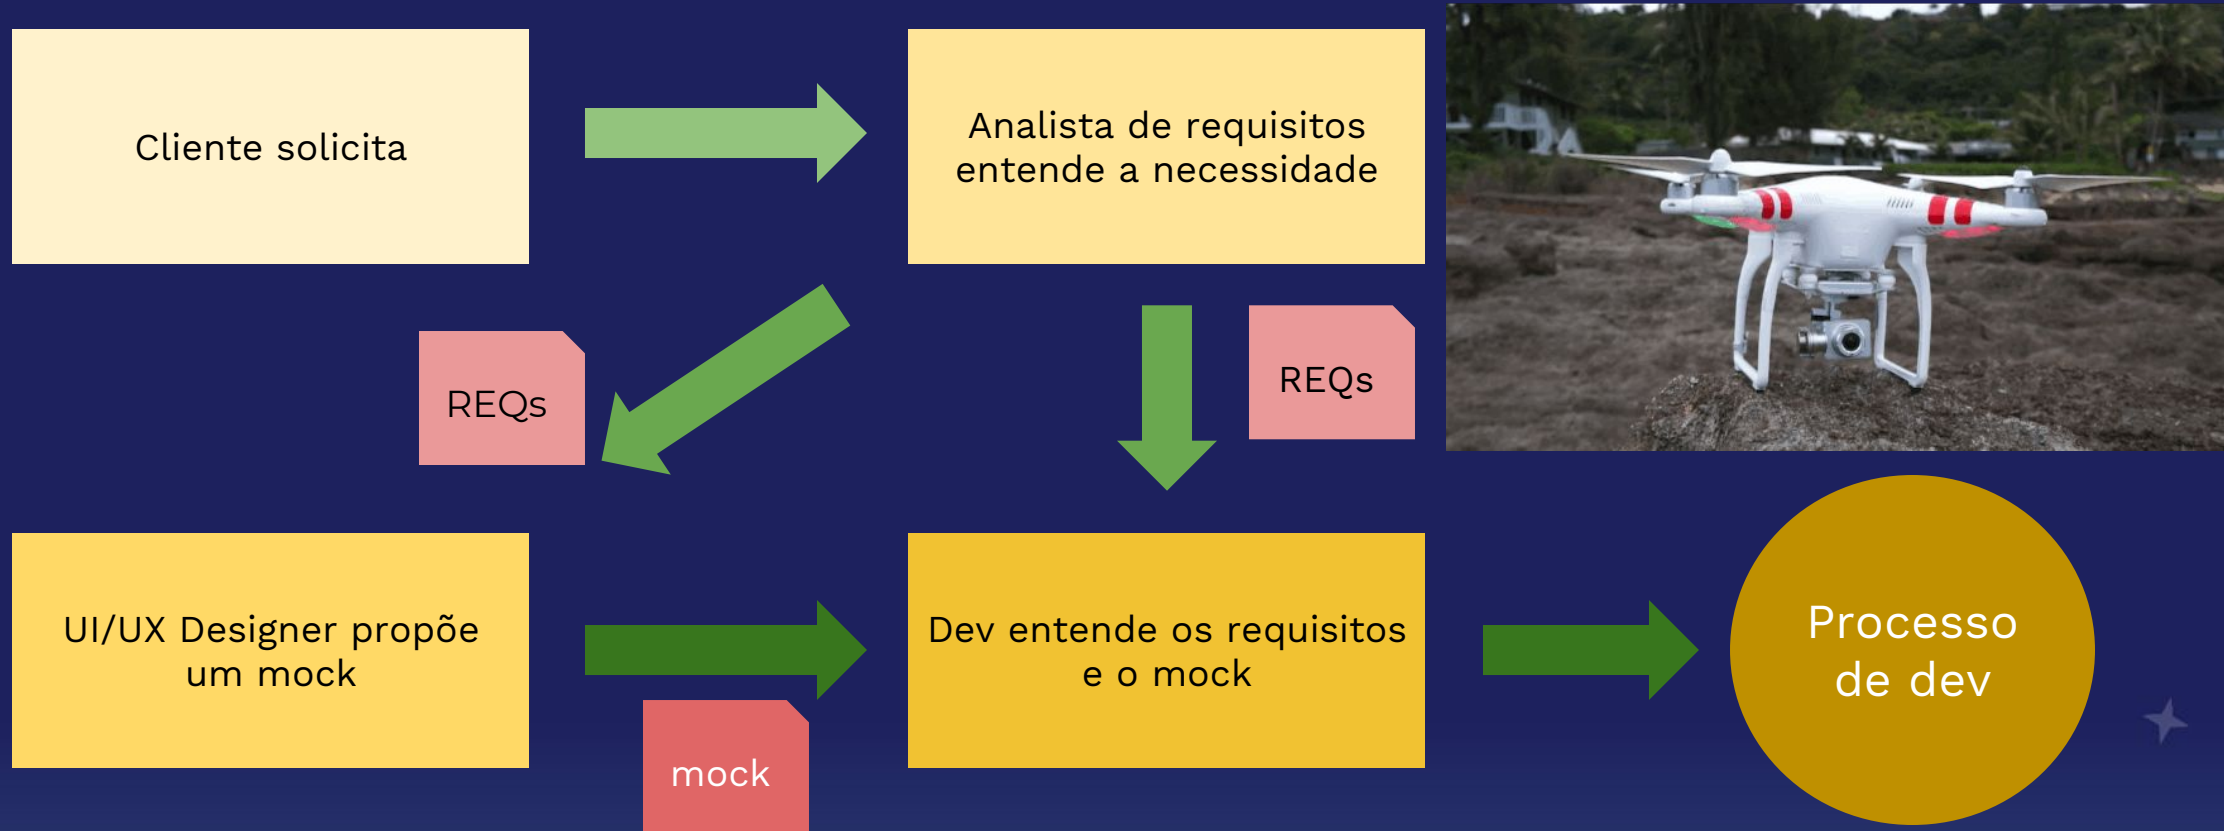 Cliente solicita
Analista de requisitos
entende a necessidade
REQs
REQs
UI/UX Designer propõe
um mock
mock
Dev entende os requisitos
e o mock
Processo
de dev